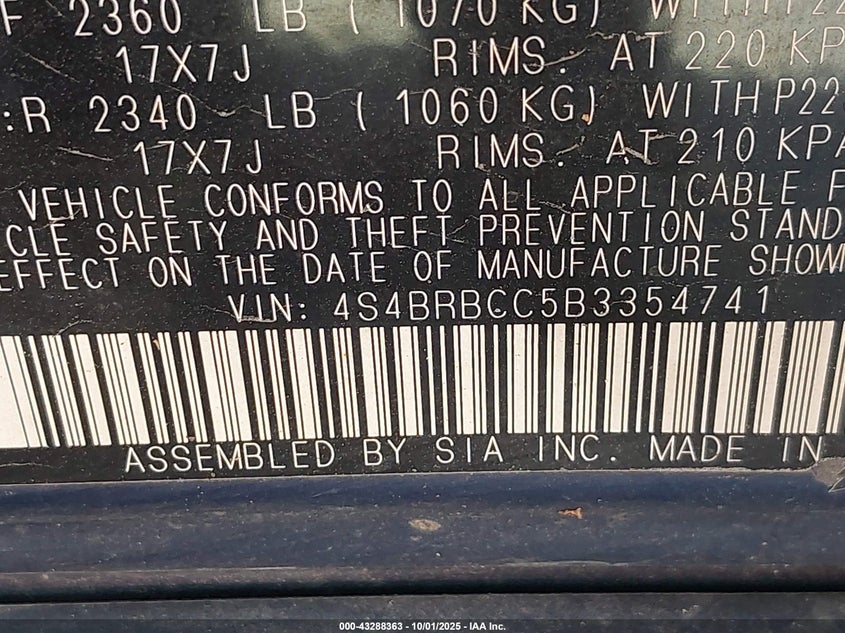 F 2360 LB ( 1070 KG) WITH P22
17X7J RIMS. AT 220 KP
:R 2340 LB ( 1060 KG) WITH P22
17X7J RIMS. AT 210 KPA
VEHICLE CONFORMS TO ALL APPLICABLE F
CLE SAFETY AND THEFT PREVENTION STAND
EFFECT ON THE DATE OF MANUFACTURE SHOWN
VIN: 4S4BRBCC5B3354741
ASSEMBLED BY SIA INC. MADE IN
000-43288363 - 10/01/2025 - IAA Inc.